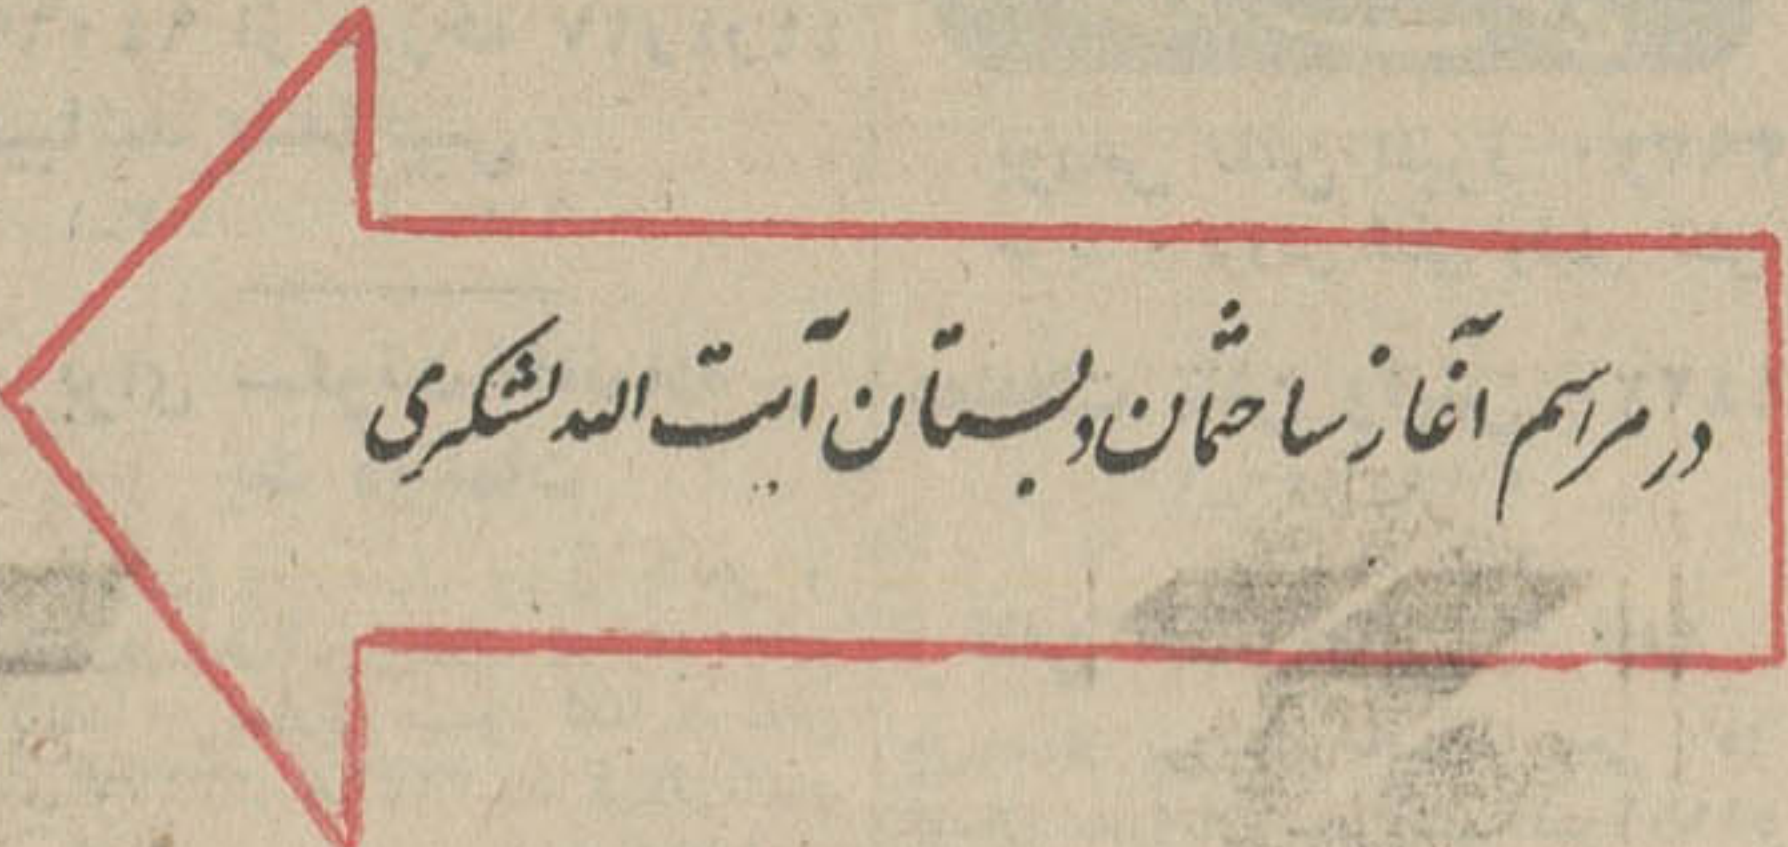 در مراسم آغاز ساختمان دبستان آیت الله لشکری